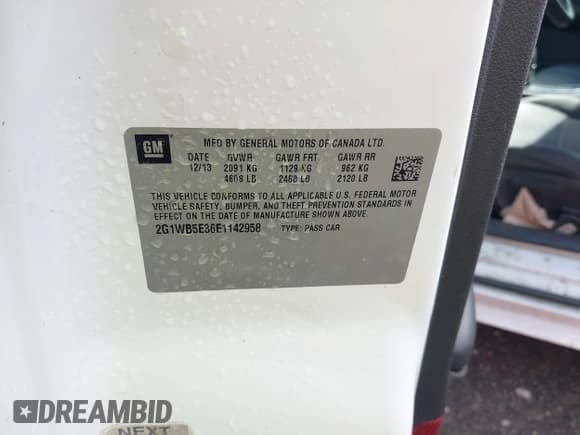 GM
MFD BY GENERAL MOTORS OF CANADA LTD.
DATE GVWR GAWR FRT GAWR RR
12/13 2091 KG 1129 KG 962 KG
4609 LB 2488 LB 2120 LB
THIS VEHICLE CONFORMS TO ALL APPLICABLE U.S. FEDERAL MOTOR
VEHICLE SAFETY, BUMPER, AND THEFT PREVENTION STANDARDS IN
EFFECT ON THE DATE OF MANUFACTURE SHOWN ABOVE.
2G1WB5E36E1142958 TYPE: PASS CAR
DREAMBID
NEXT